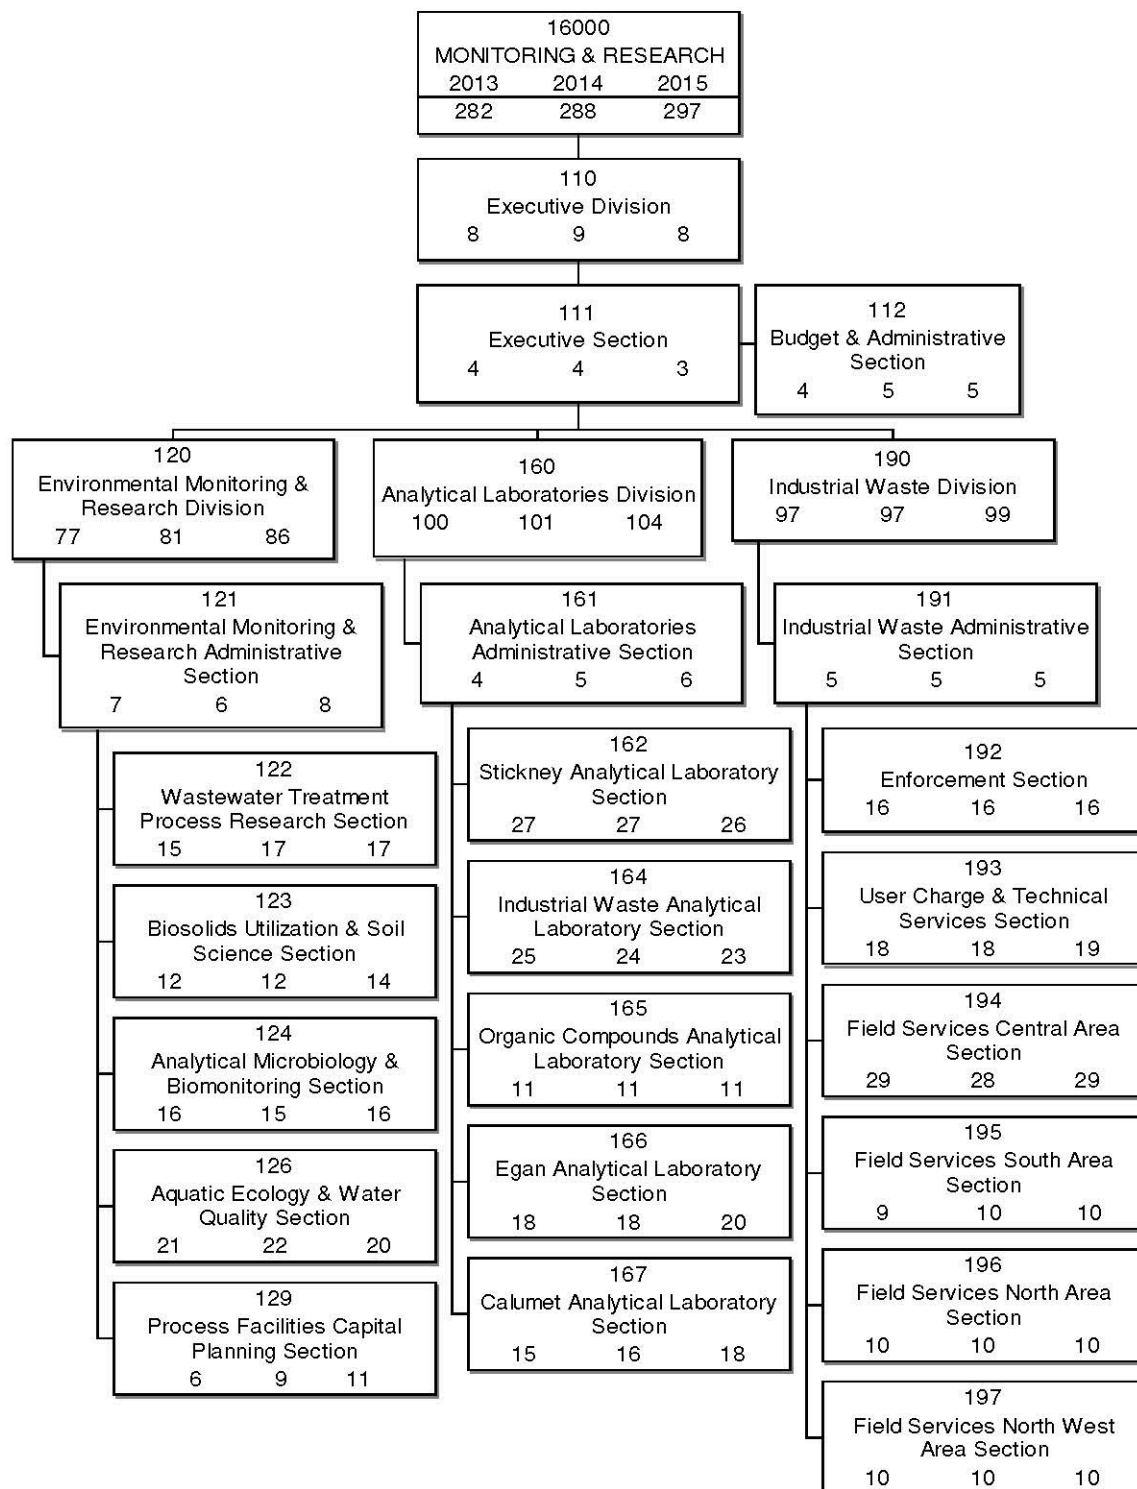 16000
MONITORING & RESEARCH
2013 2014 2015
282 288 297
110
Executive Division
8 9 8
111
Executive Section
4 4 3
112
Budget & Administrative
Section
4 5 5
120
Environmental Monitoring &
Research Division
77 81 86
160
Analytical Laboratories Division
100 101 104
190
Industrial Waste Division
97 97 99
121
Environmental Monitoring &
Research Administrative
Section
7 6 8
161
Analytical Laboratories
Administrative Section
4 5 6
191
Industrial Waste Administrative
Section
5 5 5
122
Wastewater Treatment
Process Research Section
15 17 17
123
Biosolids Utilization & Soil
Science Section
12 12 14
124
Analytical Microbiology &
Biomonitoring Section
16 15 16
126
Aquatic Ecology & Water
Quality Section
21 22 20
129
Process Facilities Capital
Planning Section
6 9 11
162
Stickney Analytical Laboratory
Section
27 27 26
164
Industrial Waste Analytical
Laboratory Section
25 24 23
165
Organic Compounds Analytical
Laboratory Section
11 11 11
166
Egan Analytical Laboratory
Section
18 18 20
167
Calumet Analytical Laboratory
Section
15 16 18
192
Enforcement Section
16 16 16
193
User Charge & Technical
Services Section
18 18 19
194
Field Services Central Area
Section
29 28 29
195
Field Services South Area
Section
9 10 10
196
Field Services North Area
Section
10 10 10
197
Field Services North West
Area Section
10 10 10